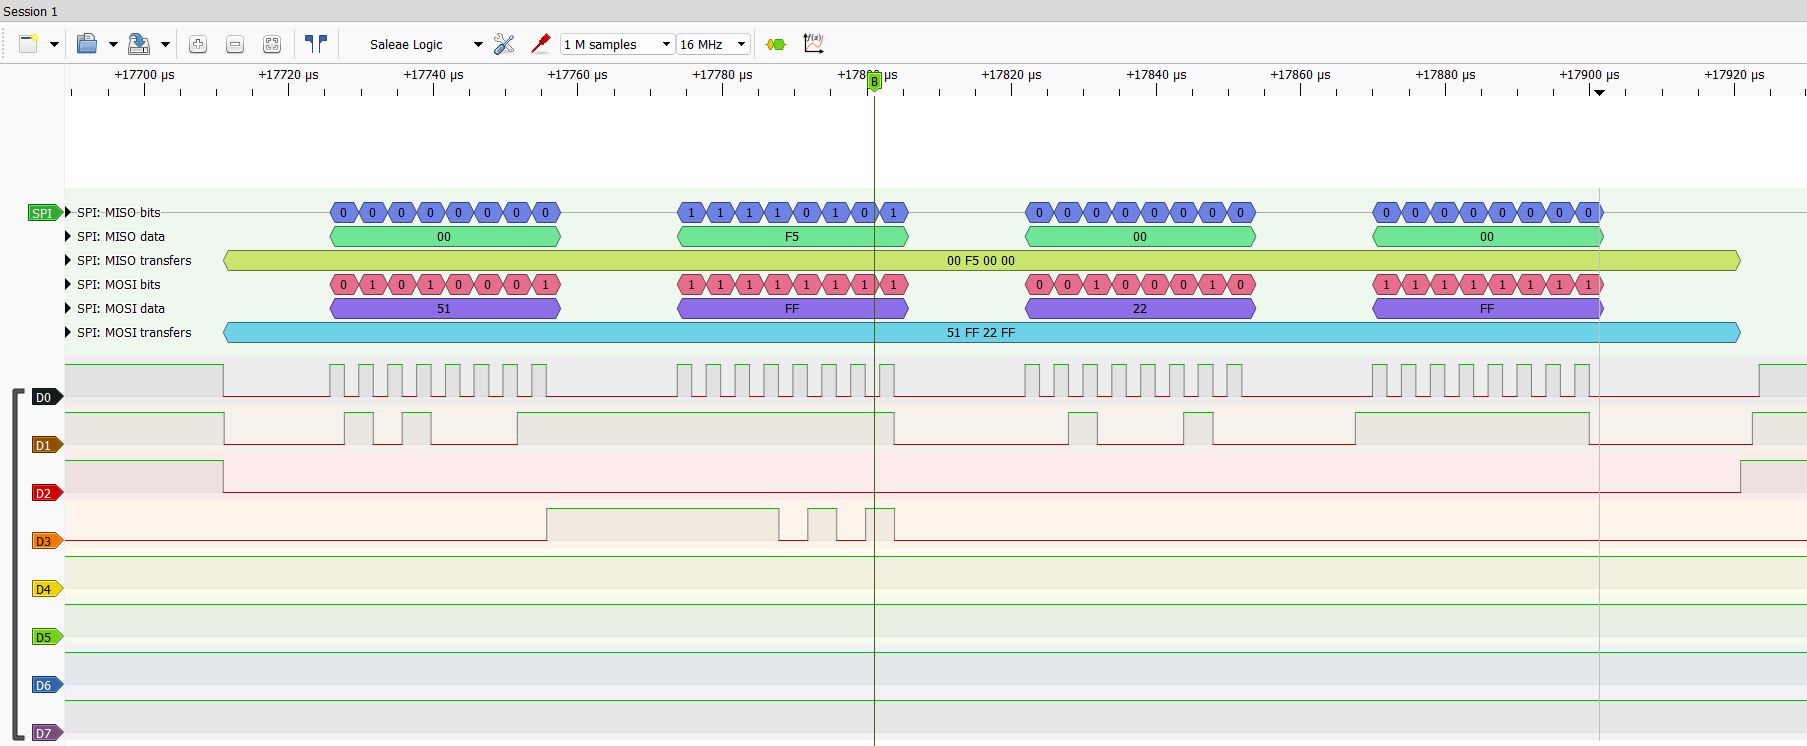 Session 1
Saleae Logic 1 M samples 16 MHz f(x)
+17700 µs +17720 µs +17740 µs +17760 µs +17780 µs +17800 µs +17820 µs +17840 µs +17860 µs +17880 µs +17900 µs +17920 µs
B
SPI SPI: MISO bits 0 0 0 0 0 0 0 0 1 1 1 1 0 1 0 1 0 0 0 0 0 0 0 0 0 0 0 0 0 0 0 0
SPI: MISO data 00 F5 00 00
SPI: MISO transfers 00 F5 00 00
SPI: MOSI bits 0 1 0 1 0 0 0 1 1 1 1 1 1 1 1 1 0 0 1 0 0 0 1 0 1 1 1 1 1 1 1 1
SPI: MOSI data 51 FF 22 FF
SPI: MOSI transfers 51 FF 22 FF
D0
D1
D2
D3
D4
D5
D6
D7